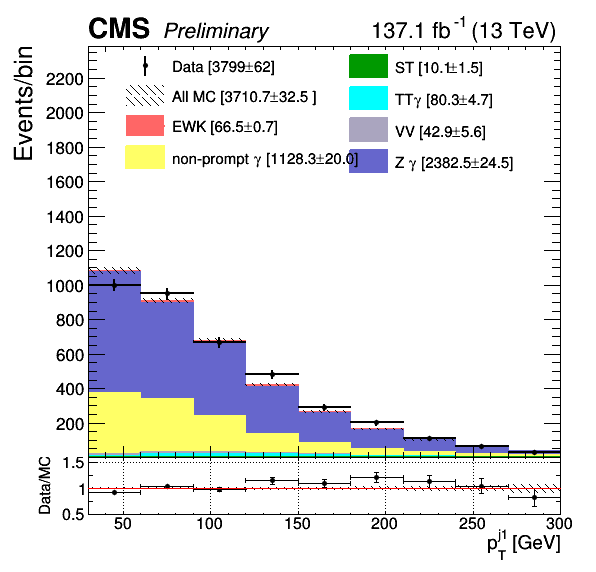 CMS Preliminary 137.1 fb⁻¹ (13 TeV)
Events/bin
Data [3799±62]
All MC [3710.7±32.5 ]
EWK [66.5±0.7]
non-prompt γ [1128.3±20.0]
ST [10.1±1.5]
TTγ [80.3±4.7]
VV [42.9±5.6]
Z γ [2382.5±24.5]
2200
2000
1800
1600
1400
1200
1000
800
600
400
200
Data/MC
1.5
1
0.5
50 100 150 200 250 300
p_T^j1 [GeV]